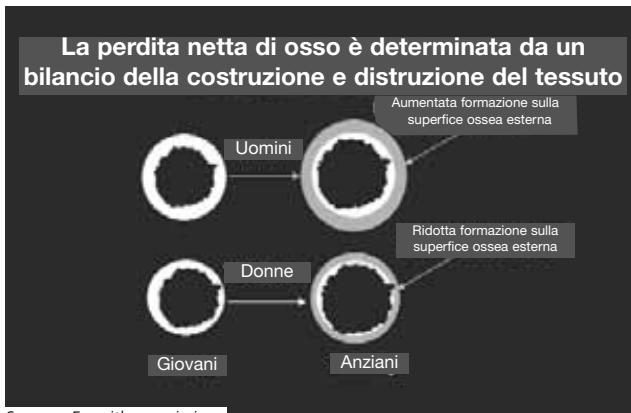 La perdita netta di osso è determinata da un
bilancio della costruzione e distruzione del tessuto
Aumentata formazione sulla
superfice ossea esterna
Uomini
Ridotta formazione sulla
superfice ossea esterna
Donne
Giovani
Anziani